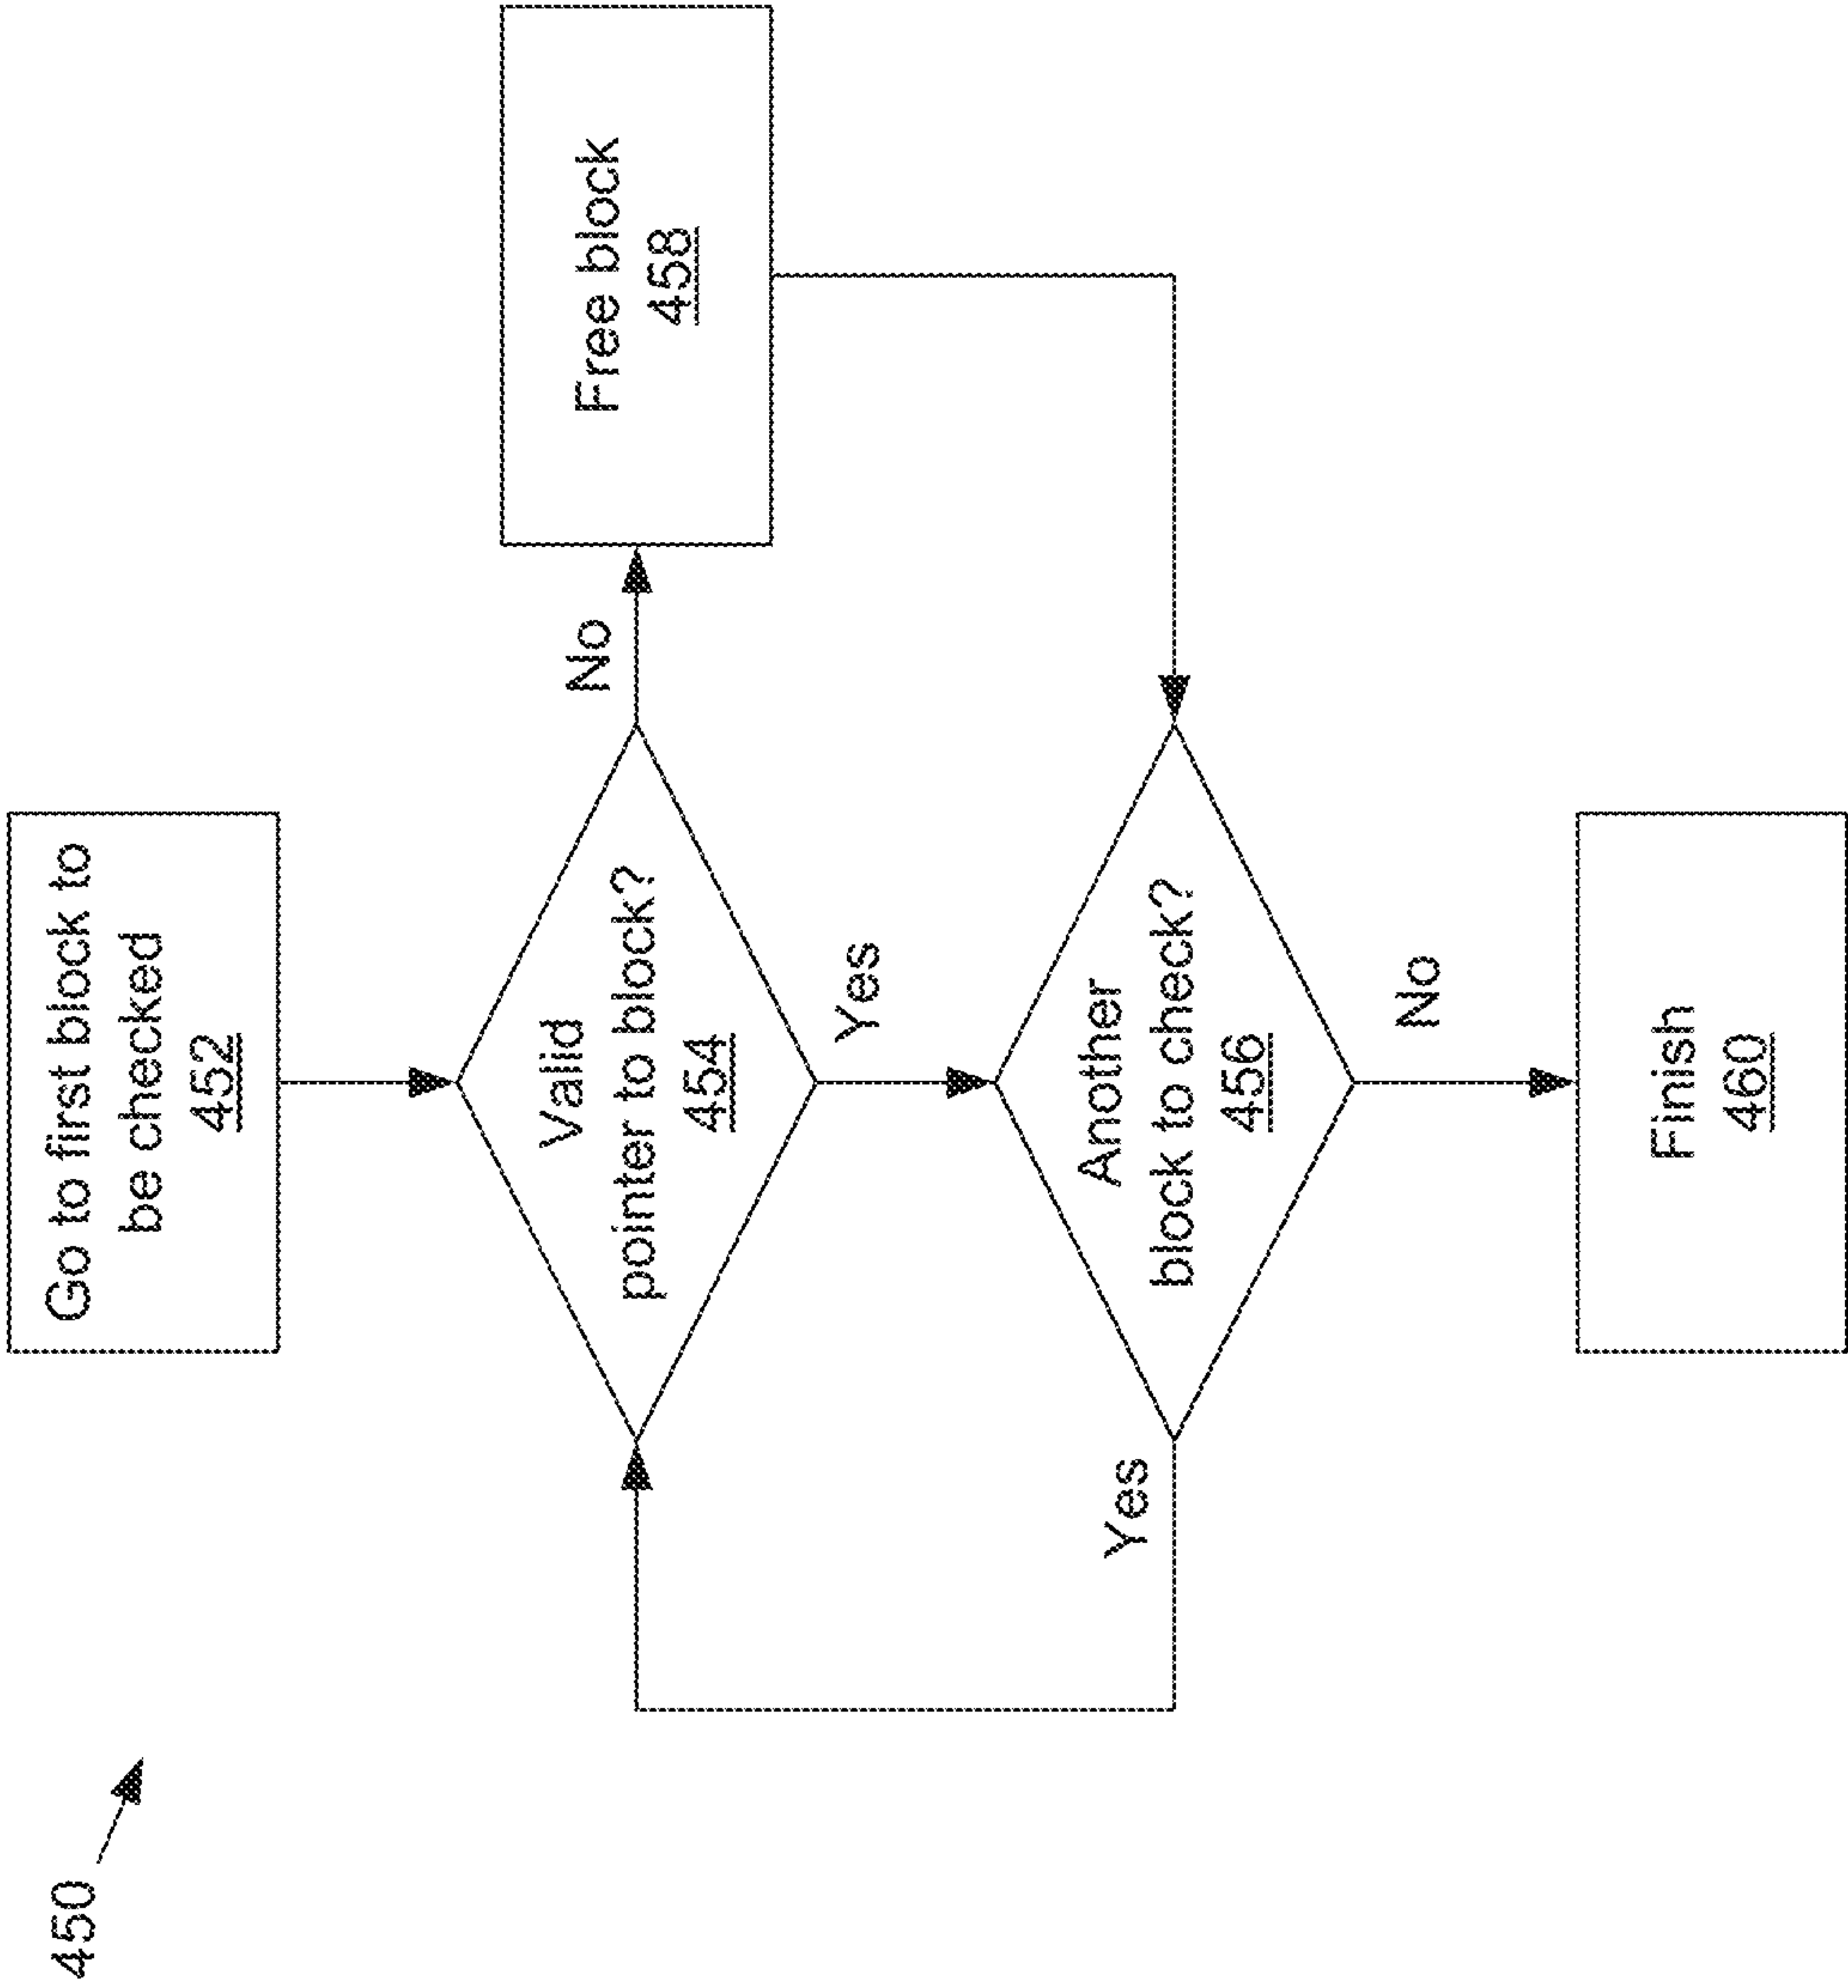 450
Go to first block to
be checked
452
Valid
pointer to block?
454
No
Free block
458
Yes
Another
block to check?
456
Yes
No
Finish
460